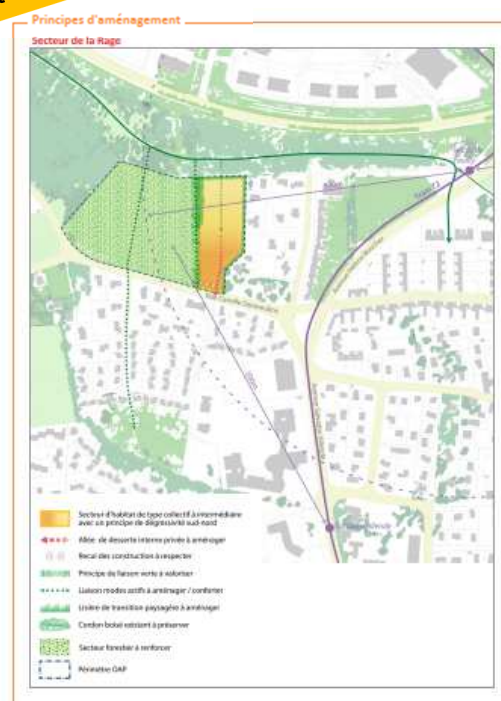 Principes d'aménagement
Secteur de la Rage
Secteur d'habitat de type collectif à intermédiaire
avec un principe de dégressivité sud-nord
Allée de desserte interne privée à aménager
Recul des construction à respecter
Principe de liaison verte à valoriser
Liaison modes actifs à aménager / conforter
Lisière de transition paysagère à aménager
Cordon boisé existant à préserver
Secteur forestier à renforcer
Périmètre OAP